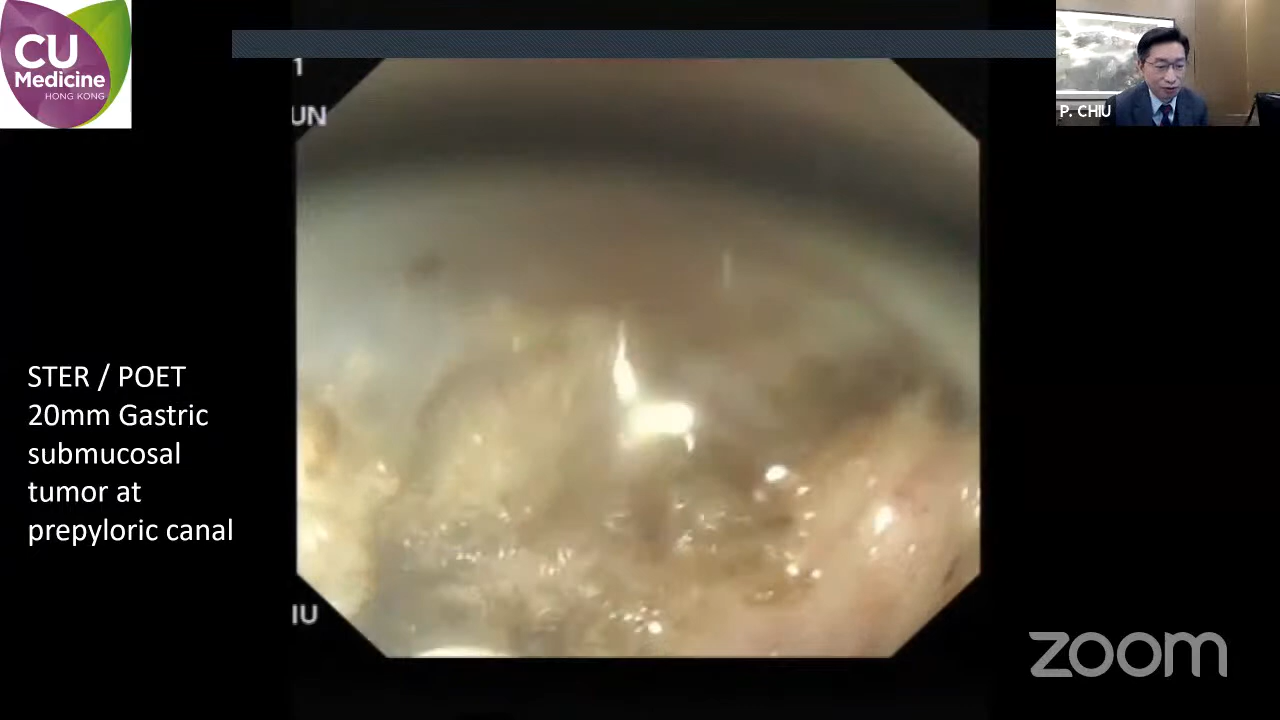 CU
Medicine
HONG KONG
1
UN
P. CHIU
STER / POET
20mm Gastric
submucosal
tumor at
prepyloric canal
IU
zoom